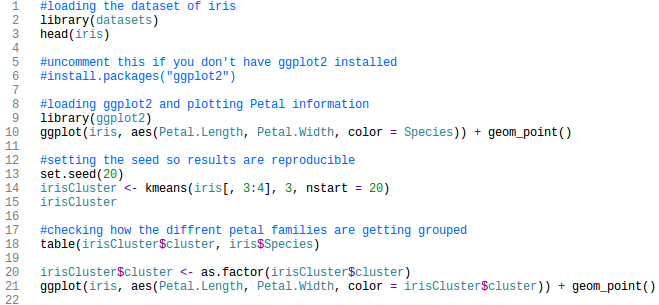 1 #loading the dataset of iris
2 library(datasets)
3 head(iris)
4
5 #uncomment this if you don't have ggplot2 installed
6 #install.packages("ggplot2")
7
8 #loading ggplot2 and plotting Petal information
9 library(ggplot2)
10 ggplot(iris, aes(Petal.Length, Petal.Width, color = Species)) + geom_point()
11
12 #setting the seed so results are reproducible
13 set.seed(20)
14 irisCluster <- kmeans(iris[, 3:4], 3, nstart = 20)
15 irisCluster
16
17 #checking how the diffrent petal families are getting grouped
18 table(irisCluster$cluster, iris$Species)
19
20 irisCluster$cluster <- as.factor(irisCluster$cluster)
21 ggplot(iris, aes(Petal.Length, Petal.Width, color = irisCluster$cluster)) + geom_point()
22